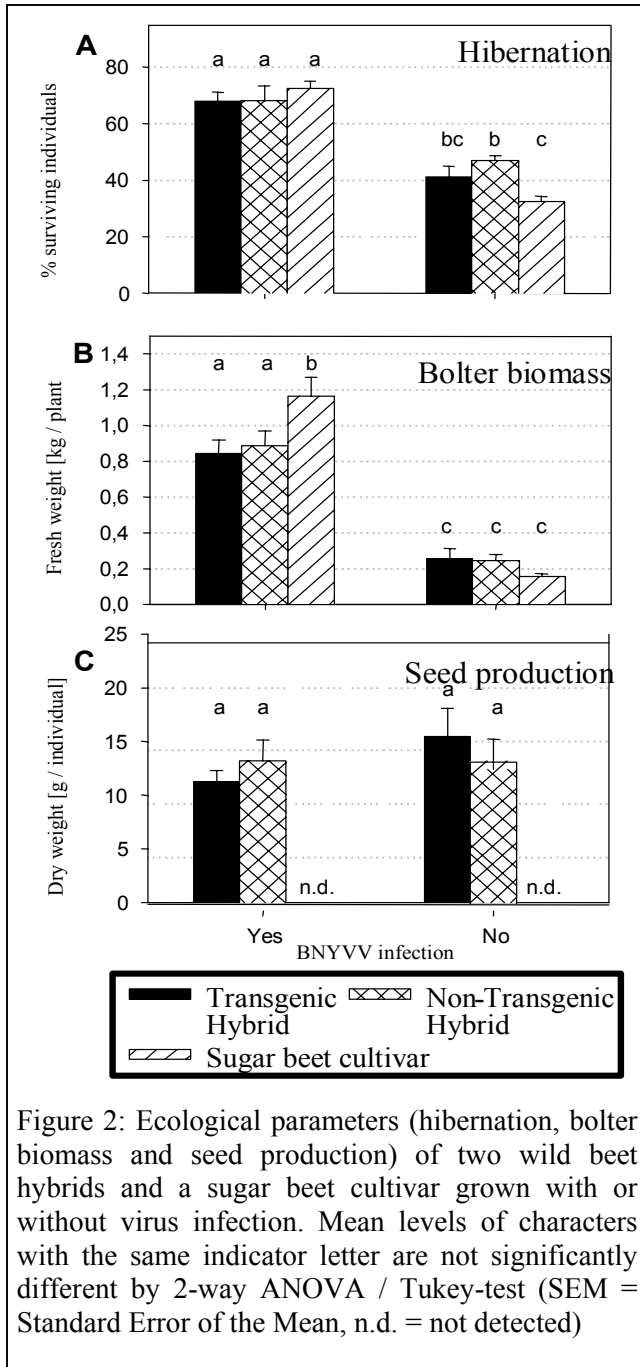 A
Hibernation
a a a
bc b c
80
60
40
20
0
% surviving individuals
B
Bolter biomass
a a b
c c c
1,4
1,2
1,0
0,8
0,6
0,4
0,2
0,0
Fresh weight [kg / plant]
C
Seed production
a a
a a
n.d.
n.d.
25
20
15
10
5
0
Dry weight [g / individual]
Yes
No
BNYVV infection
Transgenic
Hybrid
Non-Transgenic
Hybrid
Sugar beet cultivar
Figure 2: Ecological parameters (hibernation, bolter
biomass and seed production) of two wild beet
hybrids and a sugar beet cultivar grown with or
without virus infection. Mean levels of characters
with the same indicator letter are not significantly
different by 2-way ANOVA / Tukey-test (SEM =
Standard Error of the Mean, n.d. = not detected)